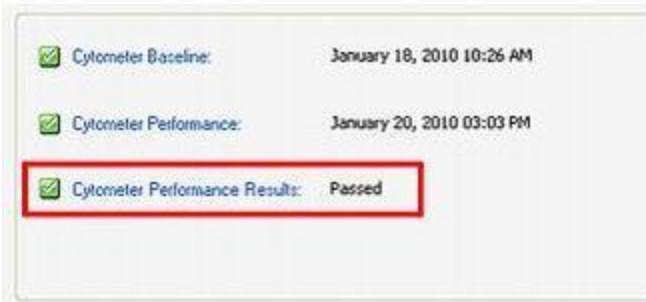 Cytometer Baseline: January 18, 2010 10:26 AM
Cytometer Performance: January 20, 2010 03:03 PM
Cytometer Performance Results: Passed